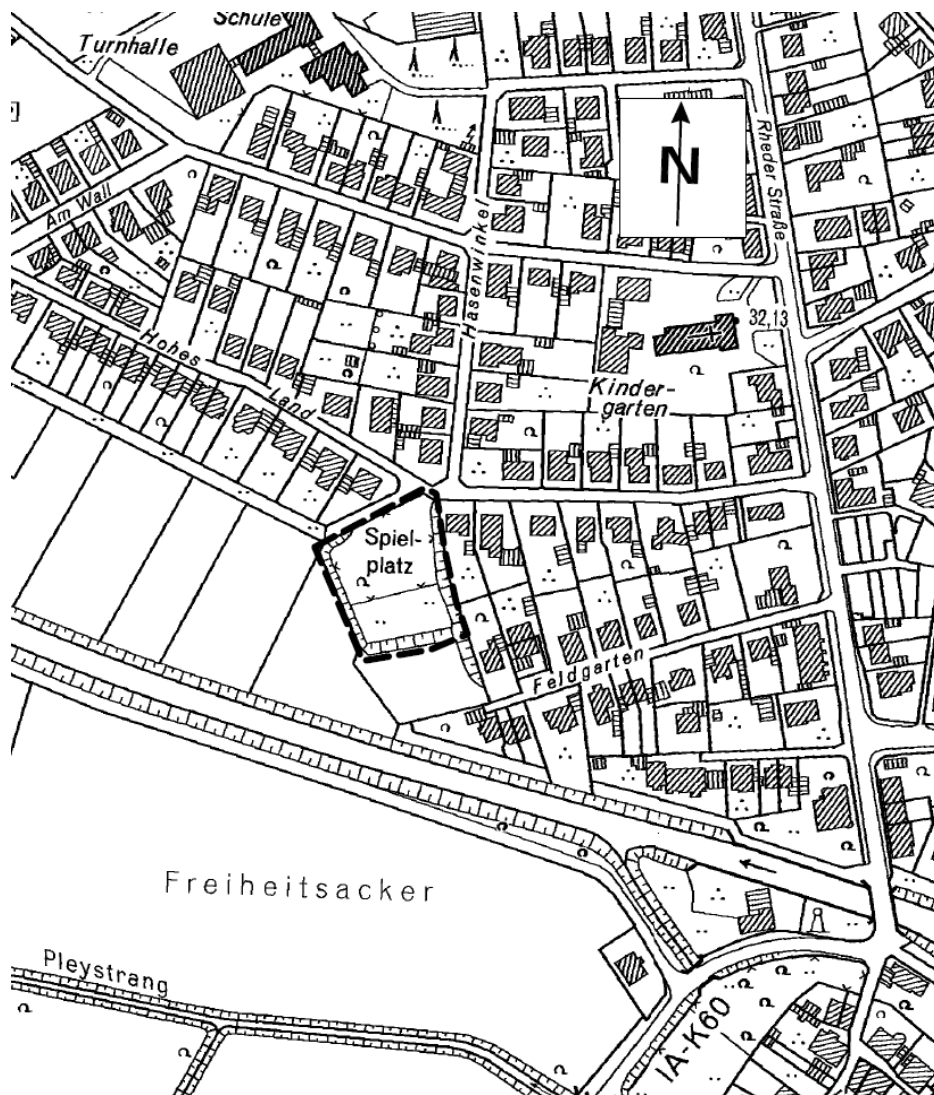 Schule
Turnhalle
Am Wall
Hasenwinkel
N
Rheder Straße
32,13
Hohes
Land
Kinder-
garten
Spiel-
platz
Feldgarten
Freiheitsacker
Pleystrang
IA-K60